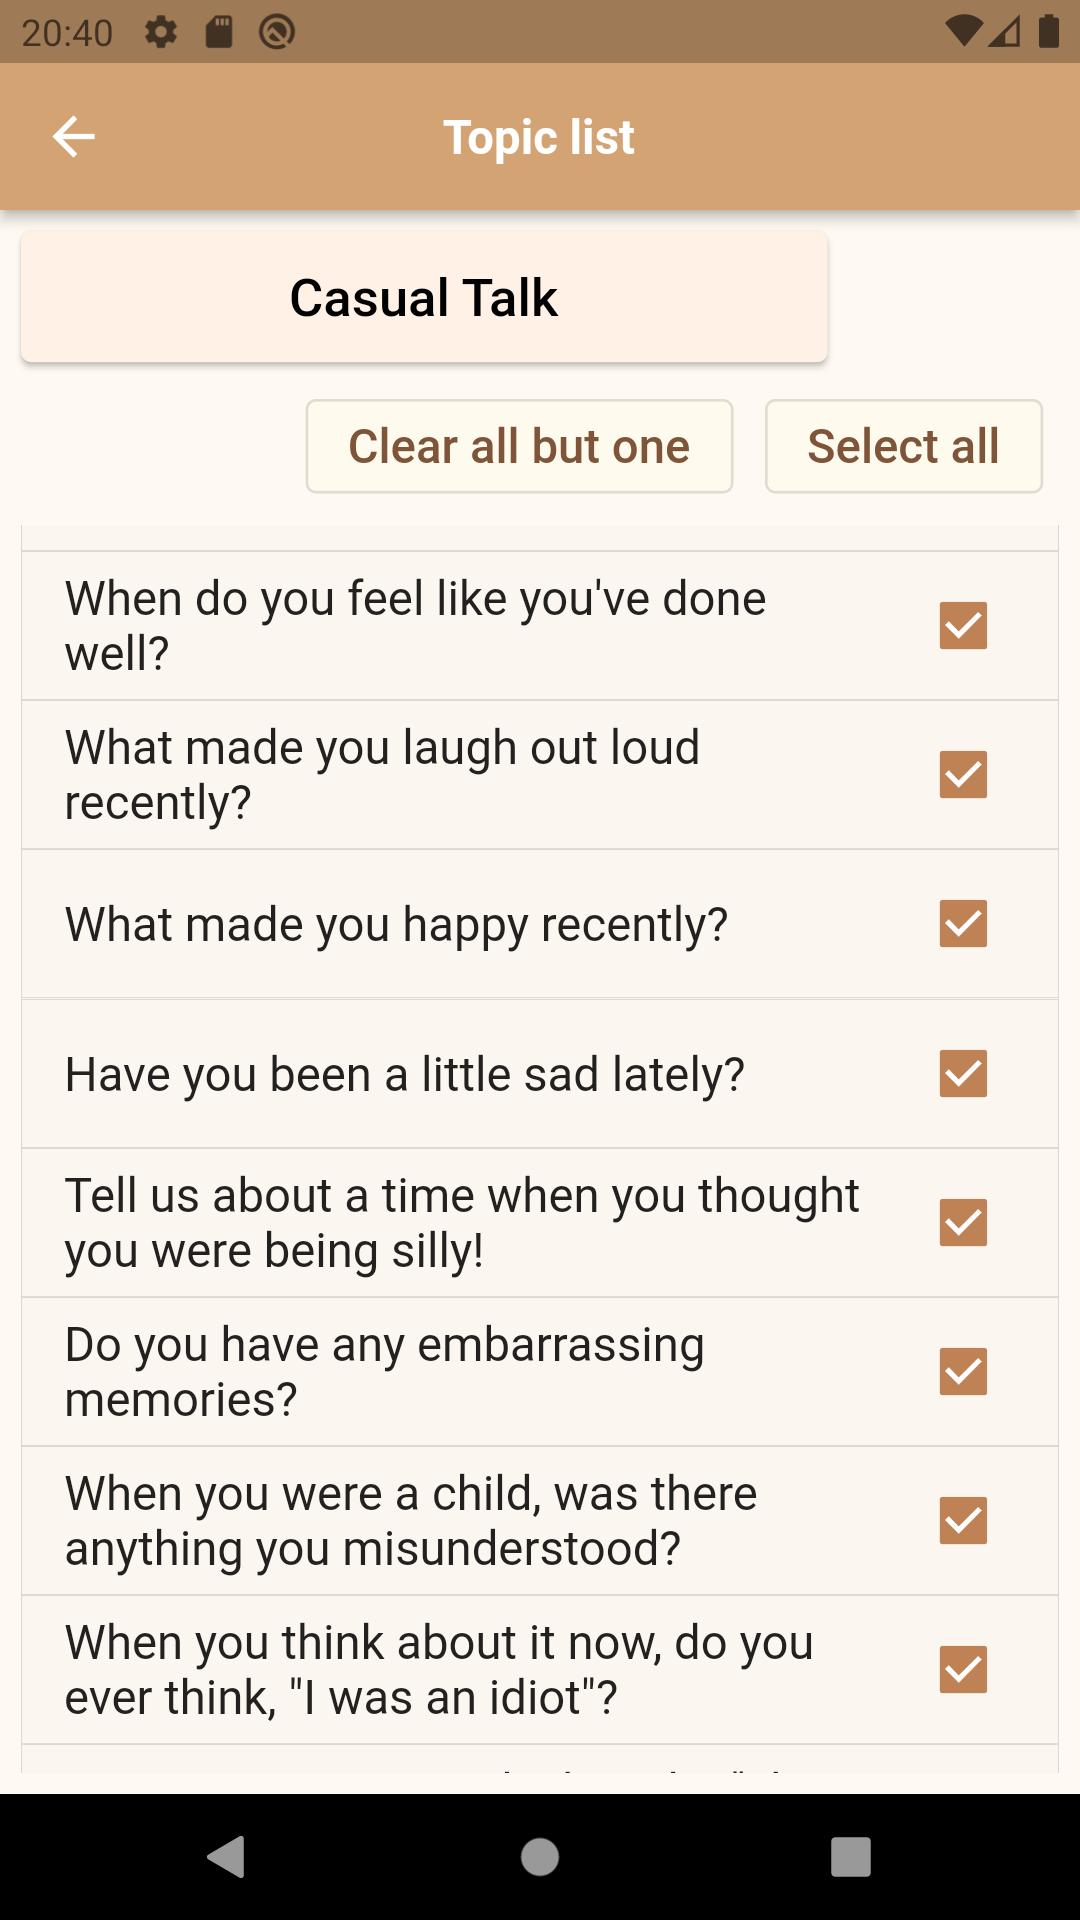 20:40
Topic list
Casual Talk
Clear all but one
Select all
When do you feel like you've done
well?
What made you laugh out loud
recently?
What made you happy recently?
Have you been a little sad lately?
Tell us about a time when you thought
you were being silly!
Do you have any embarrassing
memories?
When you were a child, was there
anything you misunderstood?
When you think about it now, do you
ever think, "I was an idiot"?